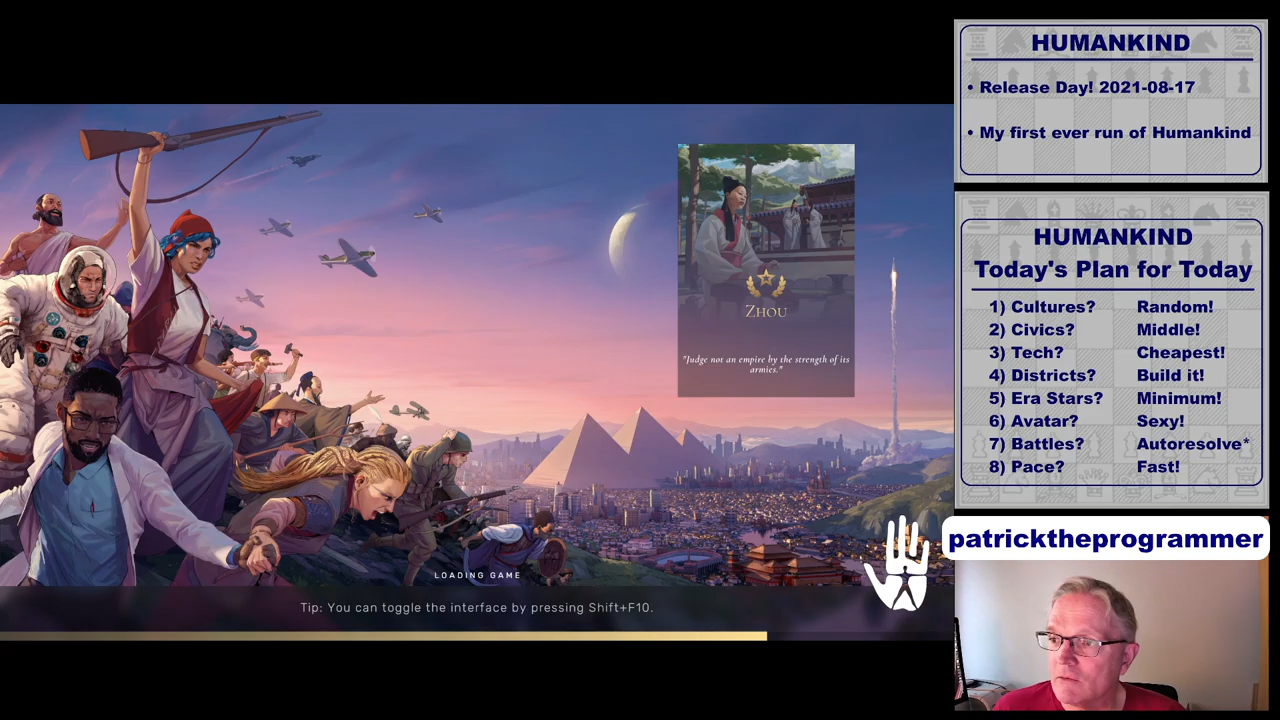 HUMANKIND
• Release Day! 2021-08-17
• My first ever run of Humankind
HUMANKIND
Today's Plan for Today
1) Cultures? Random!
2) Civics? Middle!
3) Tech? Cheapest!
4) Districts? Build it!
5) Era Stars? Minimum!
6) Avatar? Sexy!
7) Battles? Autoresolve*
8) Pace? Fast!
patricktheprogrammer
ZHOU
"Judge not an empire by the strength of its
armies."
LOADING GAME
Tip: You can toggle the interface by pressing Shift+F10.